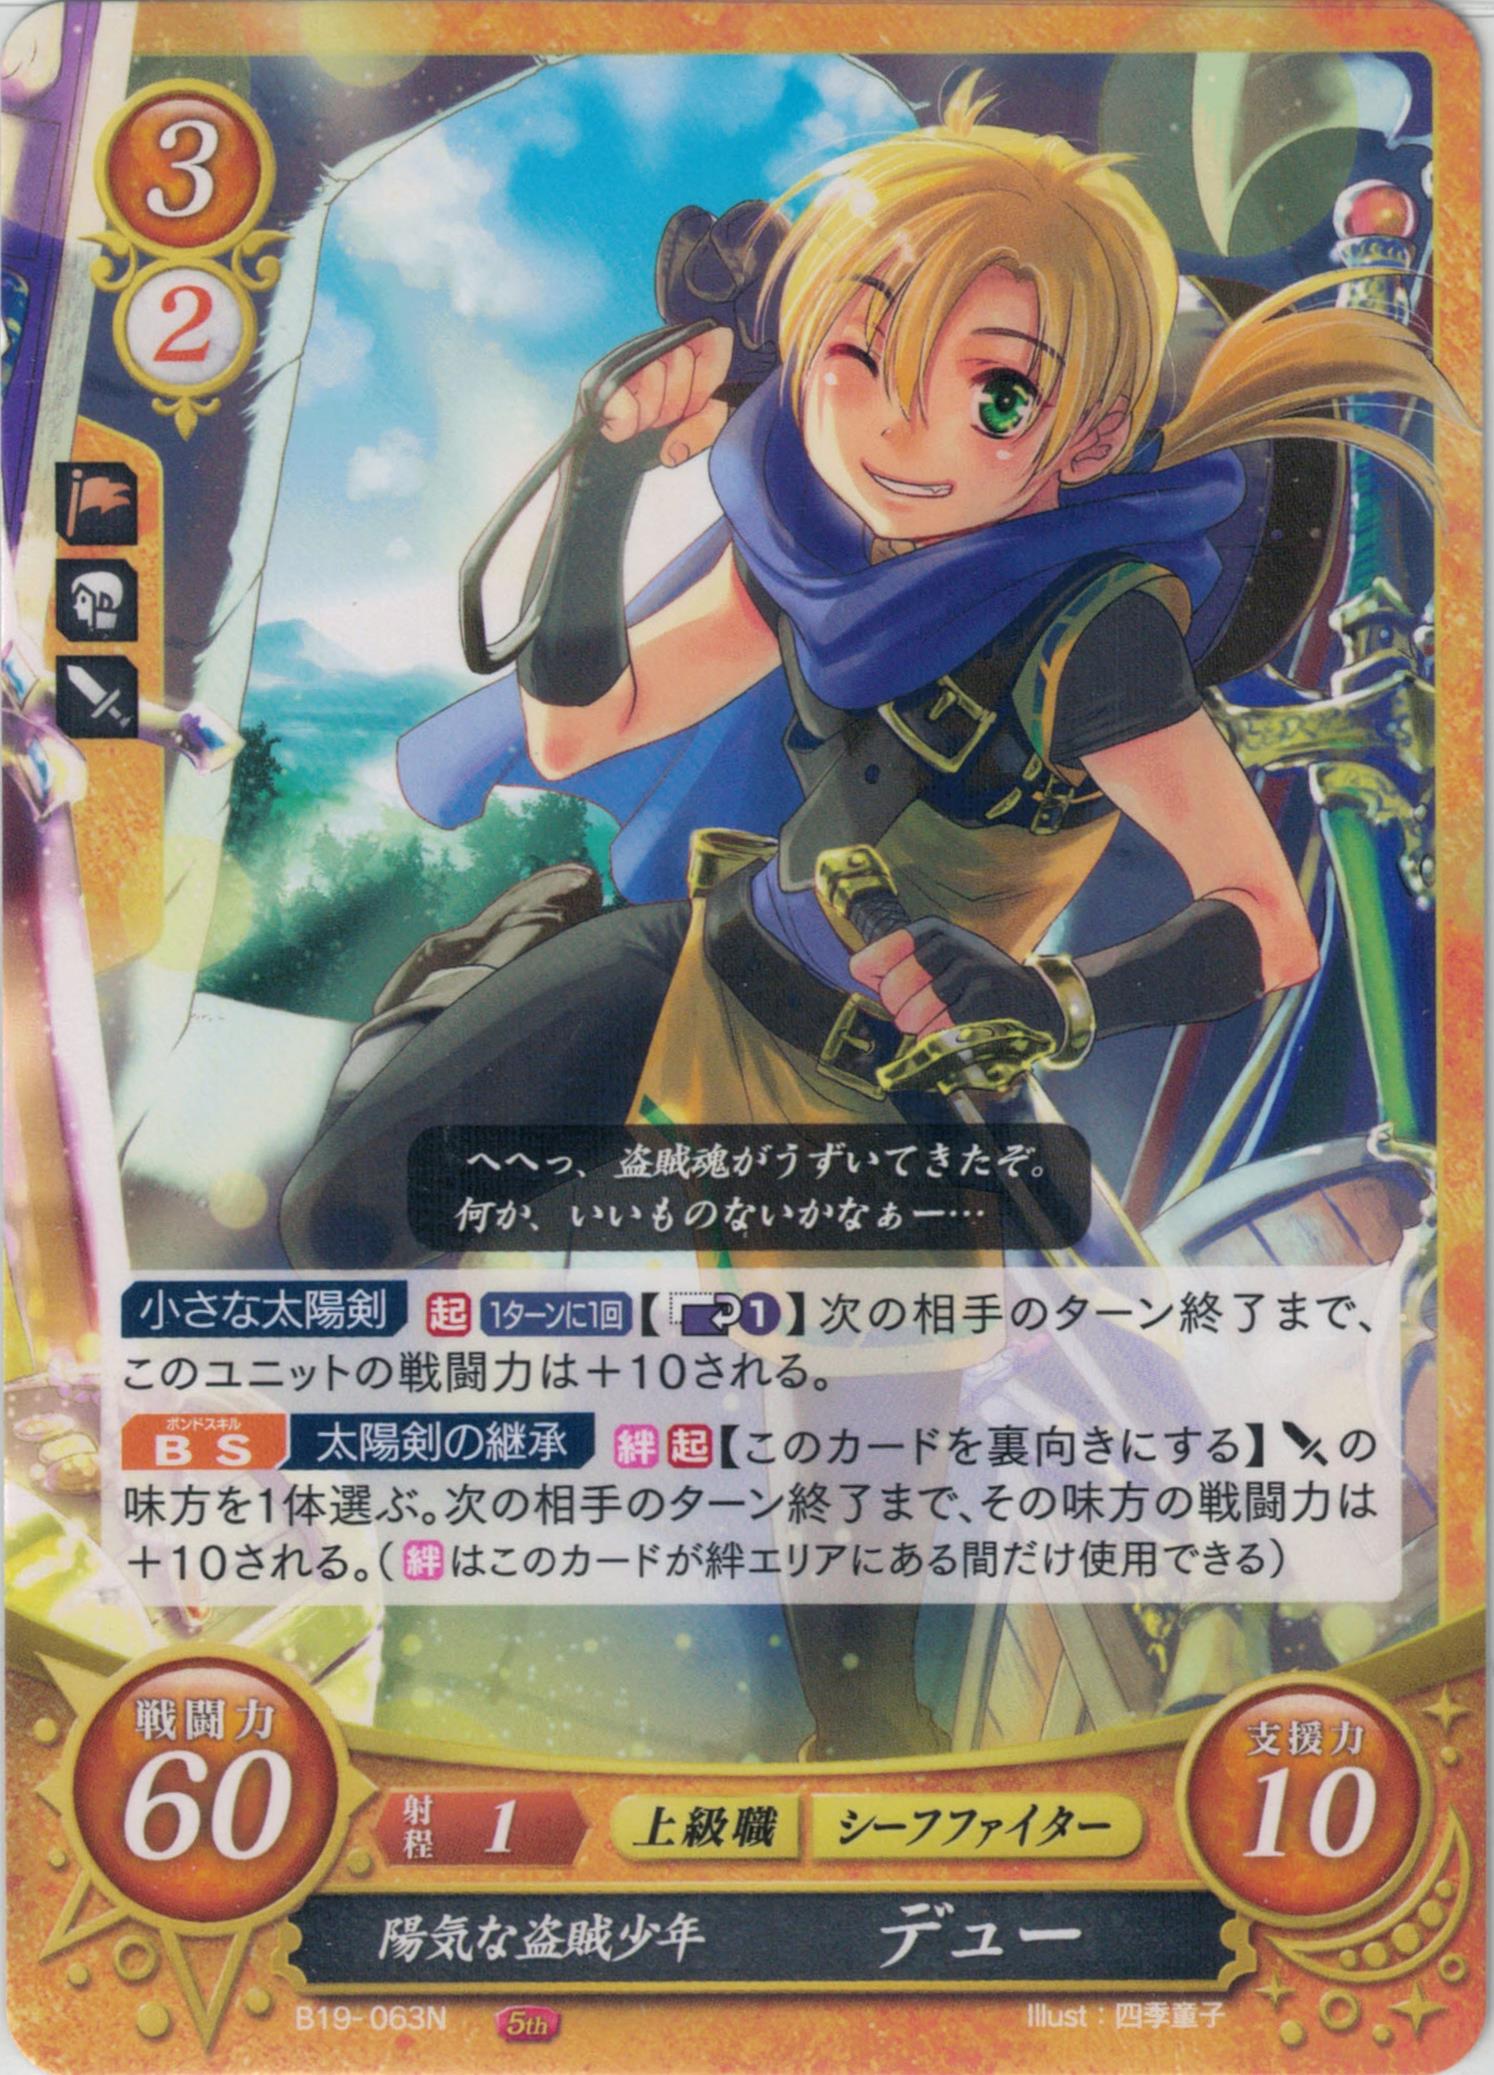 3
2
へへっ、盗賊魂がうずいてきたぞ。
何か、いいものないかなぁー…
小さな太陽剣 起 1ターンに1回【1】次の相手のターン終了まで、
このユニットの戦闘力は＋10される。
ボンドスキル
BS 太陽剣の継承 絆 起【このカードを裏向きにする】の
味方を1体選ぶ。次の相手のターン終了まで、その味方の戦闘力は
＋10される。（絆はこのカードが絆エリアにある間だけ使用できる）
戦闘力
60
射程 1
上級職 シーフファイター
支援力
10
陽気な盗賊少年 デュー
B19-063N 5th Illust：四季童子